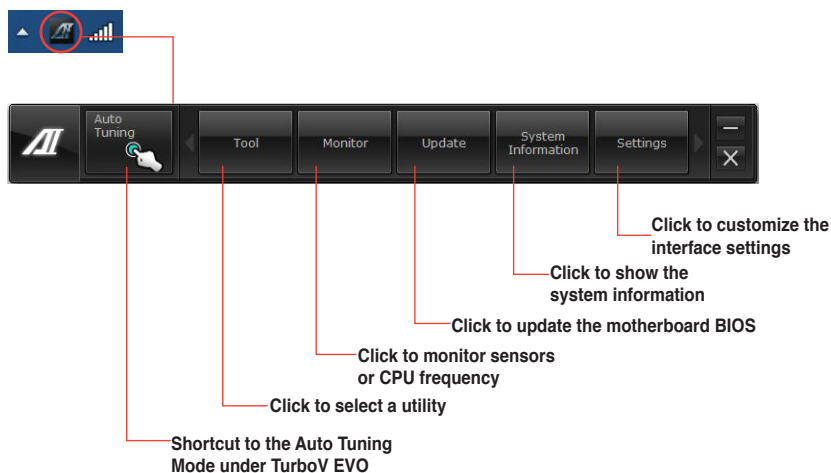 Auto
Tuning
Tool
Monitor
Update
System
Information
Settings
Click to customize the
interface settings
Click to show the
system information
Click to update the motherboard BIOS
Click to monitor sensors
or CPU frequency
Click to select a utility
Shortcut to the Auto Tuning
Mode under TurboV EVO